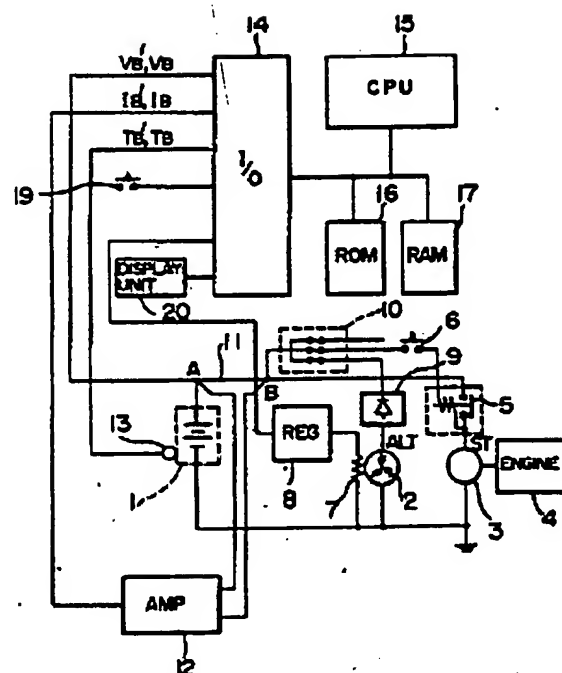 14
15
VB', VB
IB', IB
TB', TB
I/O
CPU
19
16
17
ROM
RAM
DISPLAY
UNIT
20
10
6
11
9
A
B
5
13
REG
ALT
ST
ENGINE
1
8
7
2
3
4
AMP
12